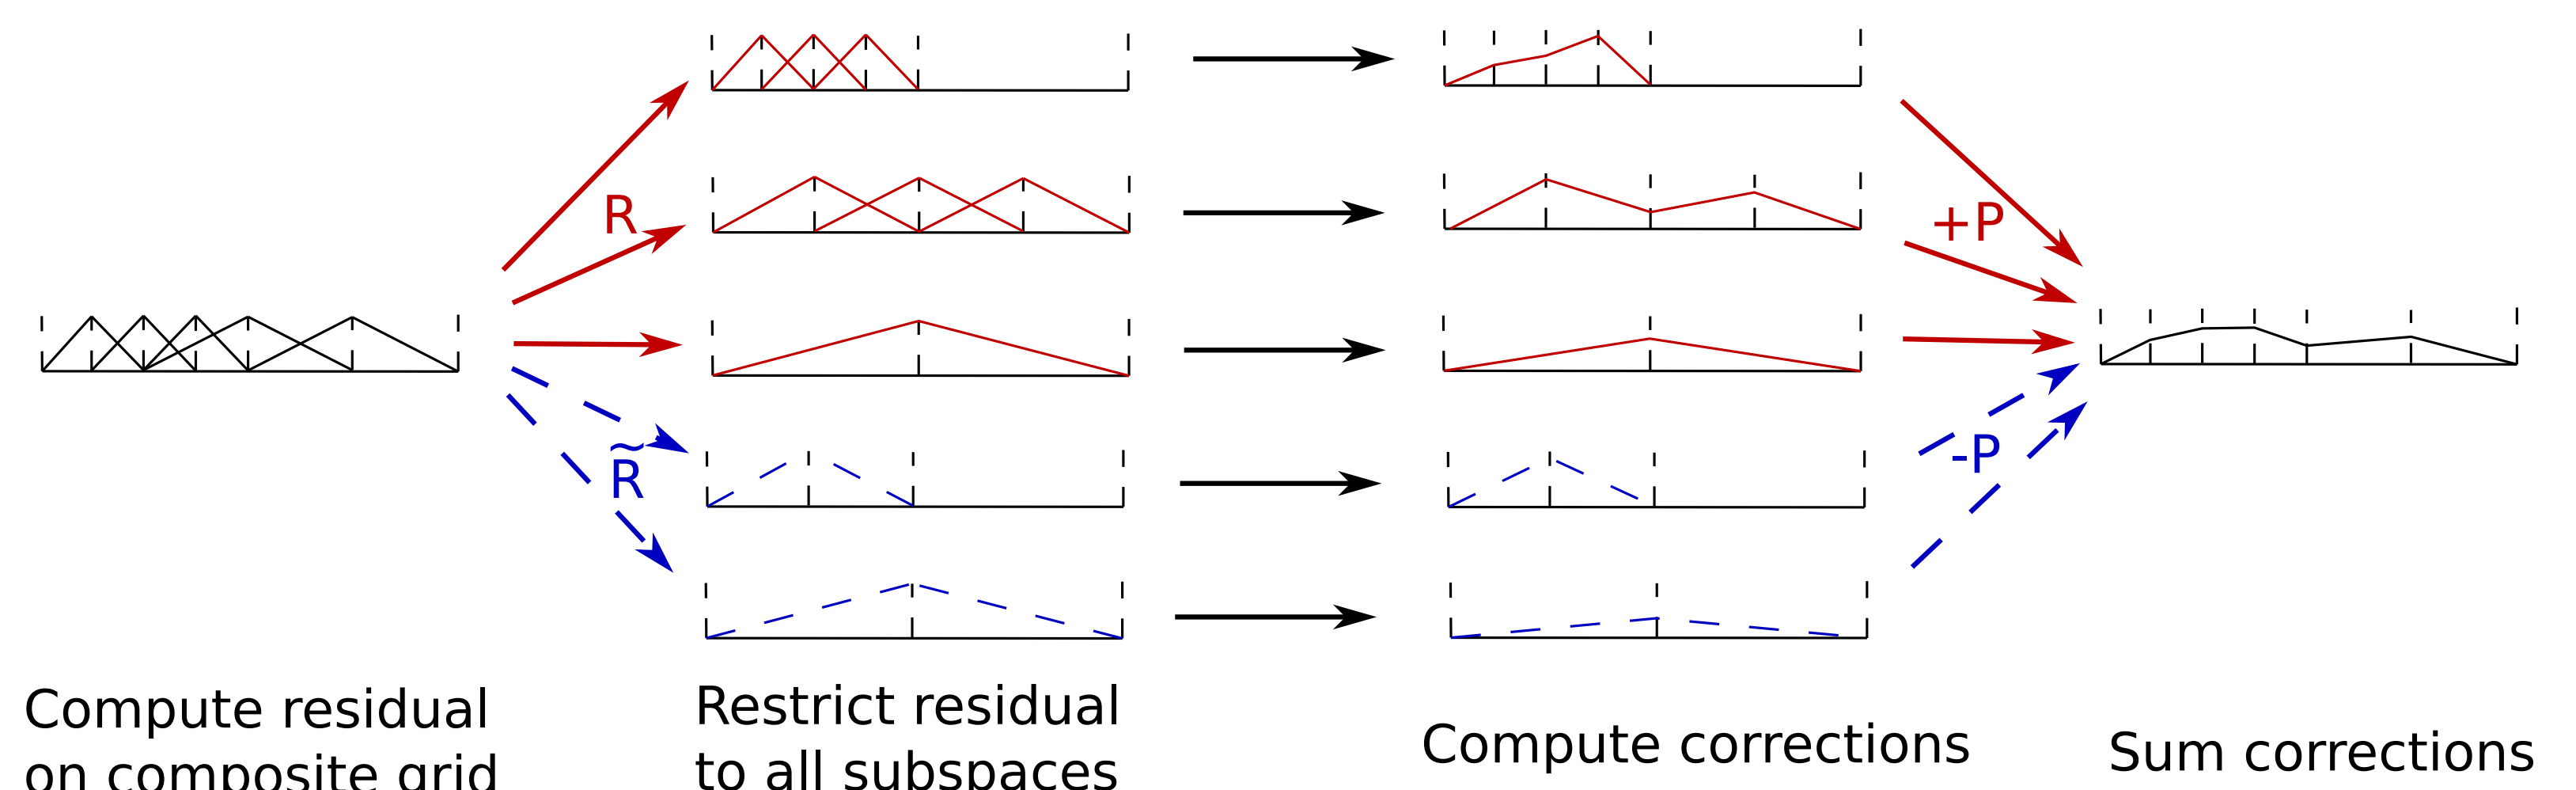 R
+P
R̃
-P
Compute residual
on composite grid
Restrict residual
to all subspaces
Compute corrections
Sum corrections